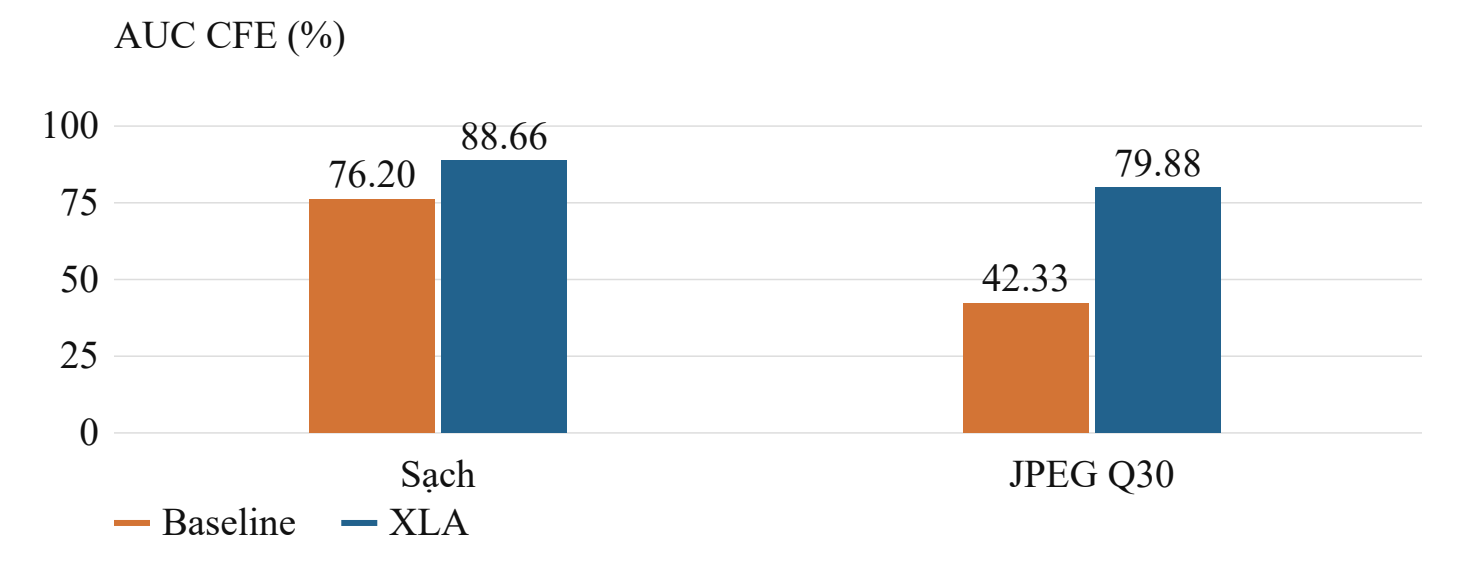 AUC CFE (%)
100
75
50
25
0
76.20
88.66
42.33
79.88
Sạch
JPEG Q30
Baseline
XLA